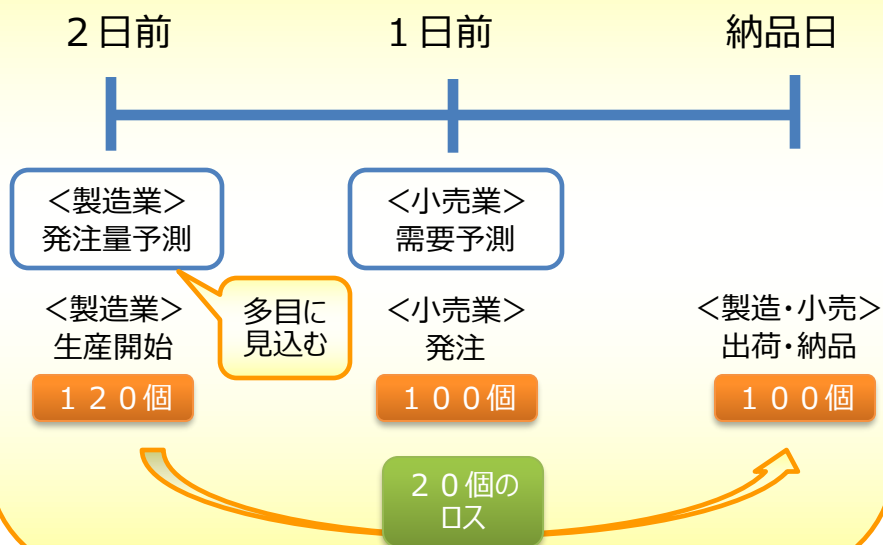 ２日前
１日前
納品日
＜製造業＞
発注量予測
＜小売業＞
需要予測
＜製造業＞
生産開始
多目に
見込む
＜小売業＞
発注
＜製造・小売＞
出荷・納品
１２０個
１００個
１００個
２０個の
ロス